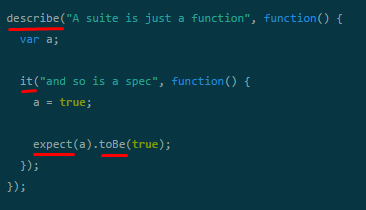 describe("A suite is just a function", function() {
  var a;

  it("and so is a spec", function() {
    a = true;

    expect(a).toBe(true);
  });
});